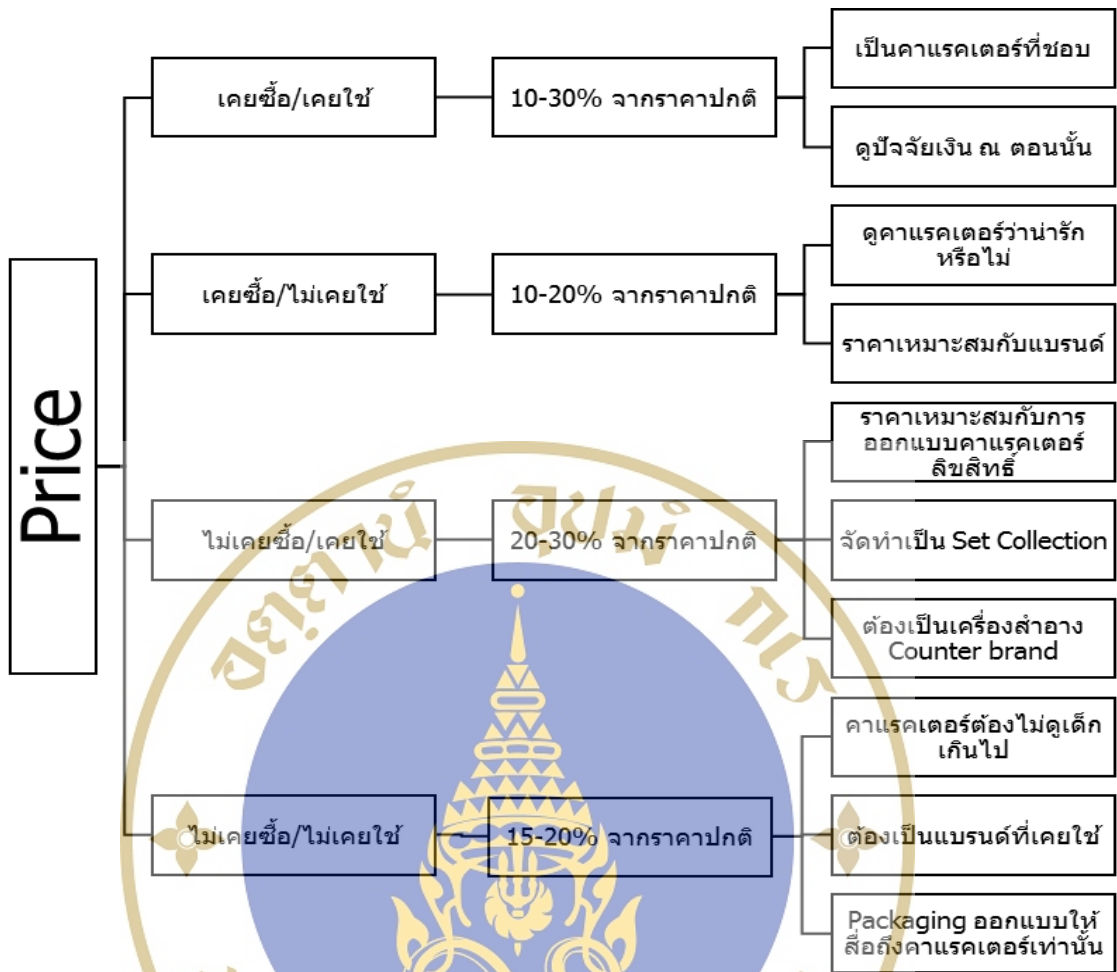 Price
เคยซื้อ/เคยใช้
10-30% จากราคาปกติ
เป็นคาแรคเตอร์ที่ชอบ
ดูปัจจัยเงิน ณ ตอนนั้น
เคยซื้อ/ไม่เคยใช้
10-20% จากราคาปกติ
ดูคาแรคเตอร์ว่าน่ารัก
หรือไม่
ราคาเหมาะสมกับแบรนด์
ไม่เคยซื้อ/เคยใช้
20-30% จากราคาปกติ
ราคาเหมาะสมกับการ
ออกแบบคาแรคเตอร์
ลิขสิทธิ์
จัดทำเป็น Set Collection
ต้องเป็นเครื่องสำอาง
Counter brand
ไม่เคยซื้อ/ไม่เคยใช้
15-20% จากราคาปกติ
คาแรคเตอร์ต้องไม่ดูเด็ก
เกินไป
ต้องเป็นแบรนด์ที่เคยใช้
Packaging ออกแบบให้
สื่อถึงคาแรคเตอร์เท่านั้น
อตฺตานํ อุปมํ กเร